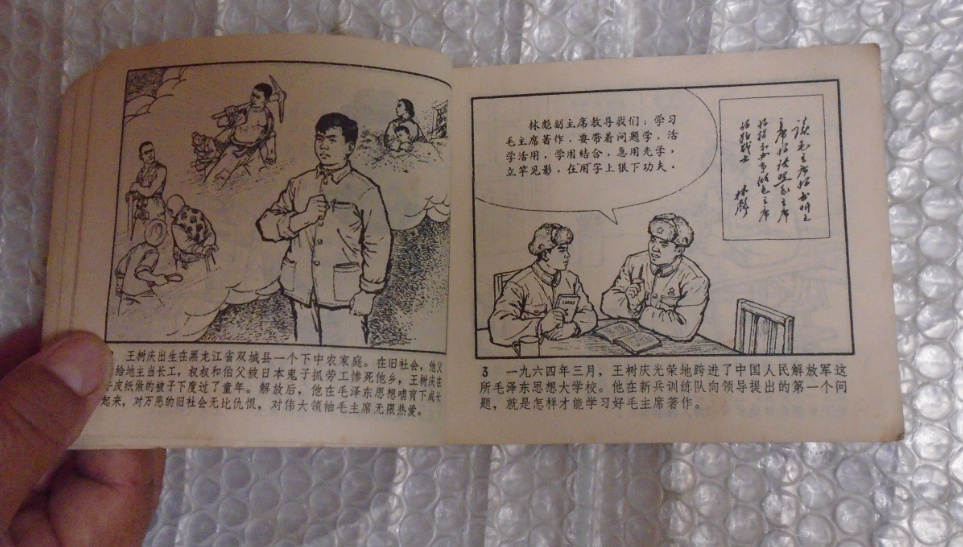 王树庆出生在黑龙江省双城县一个下中农家庭。在旧社会，他父
给地主当长工，叔叔和伯父被日本鬼子抓劳工惨死他乡，王树庆在
牛皮纸做的被子下度过了童年。解放后，他在毛泽东思想哺育下成长
起来，对万恶的旧社会无比仇恨，对伟大领袖毛主席无限热爱。
林彪副主席教导我们：学习
毛主席著作，要带着问题学，活
学活用，学用结合，急用先学，
立竿见影，在“用”字上狠下功夫。
读毛主席的书听毛
主席的话照毛主席
的指示办事做毛主席
的好战士
林彪
3 一九六四年三月，王树庆光荣地跨进了中国人民解放军这
所毛泽东思想大学校。他在新兵训练队向领导提出的第一个问
题，就是怎样才能学习好毛主席著作。